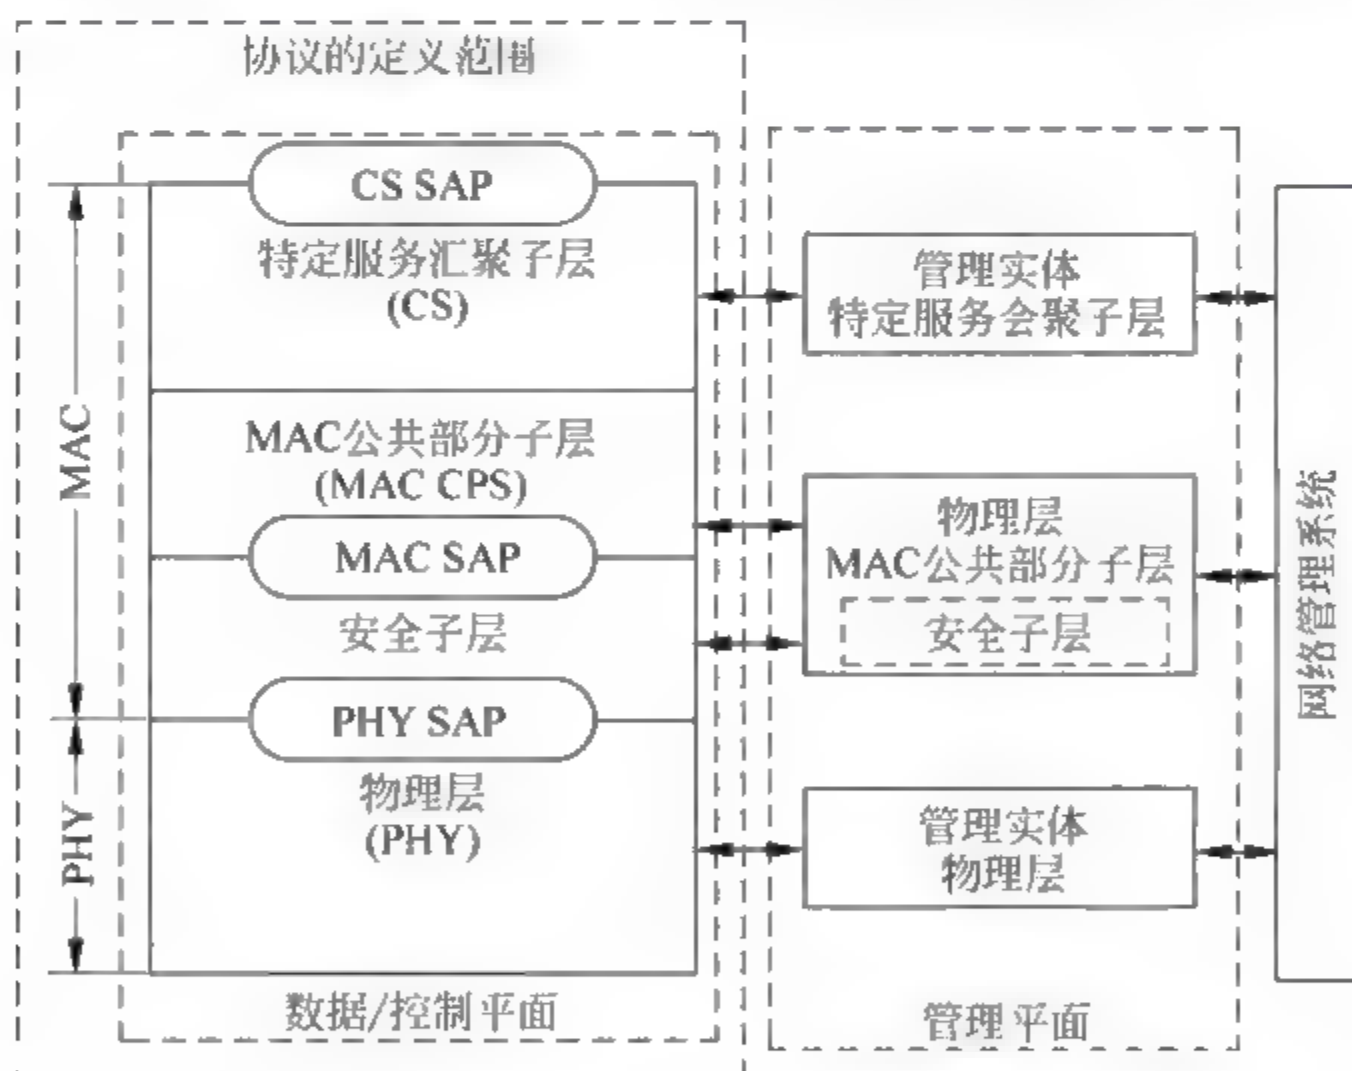 协议的定义范围
CS SAP
特定服务汇聚子层
(CS)
MAC公共部分子层
(MAC CPS)
MAC SAP
安全子层
PHY SAP
物理层
(PHY)
数据/控制平面
MAC
PHY
管理实体
特定服务会聚子层
物理层
MAC公共部分子层
安全子层
管理实体
物理层
管理平面
网络管理系统